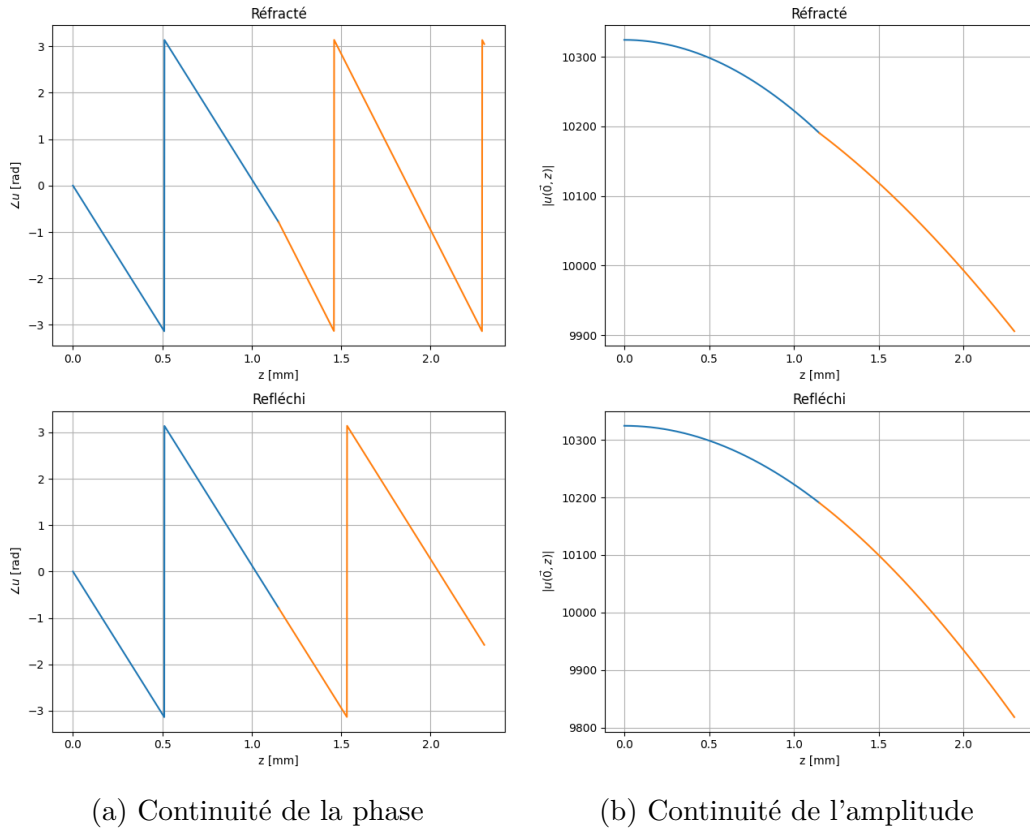 Réfracté
3
2
1
0
−1
−2
−3
∠u [rad]
0.0 0.5 1.0 1.5 2.0
z [mm]
Réfracté
10300
10200
10100
10000
9900
|u(0⃗, z)|
0.0 0.5 1.0 1.5 2.0
z [mm]
Refléchi
3
2
1
0
−1
−2
−3
∠u [rad]
0.0 0.5 1.0 1.5 2.0
z [mm]
Refléchi
10300
10200
10100
10000
9900
9800
|u(0⃗, z)|
0.0 0.5 1.0 1.5 2.0
z [mm]
(a) Continuité de la phase
(b) Continuité de l'amplitude